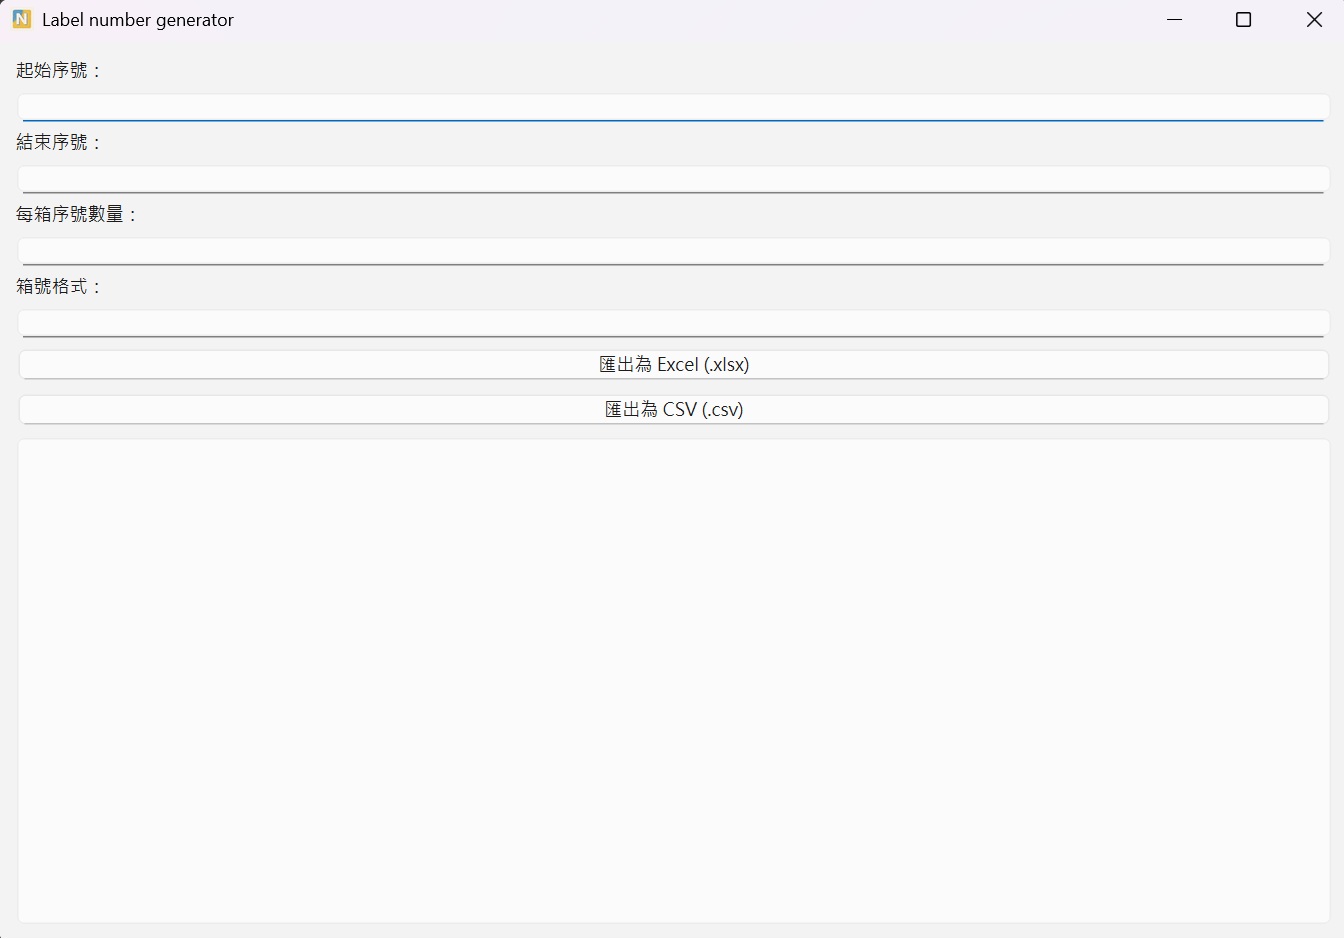 N Label number generator
起始序號：
結束序號：
每箱序號數量：
箱號格式：
匯出為 Excel (.xlsx)
匯出為 CSV (.csv)